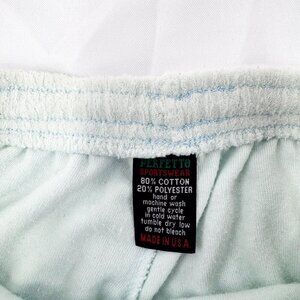 PERFETTO
SPORTSWEAR
80% COTTON
20% POLYESTER
hand or
machine wash
gentle cycle
in cold water
tumble dry low
do not bleach
MADE IN U.S.A.